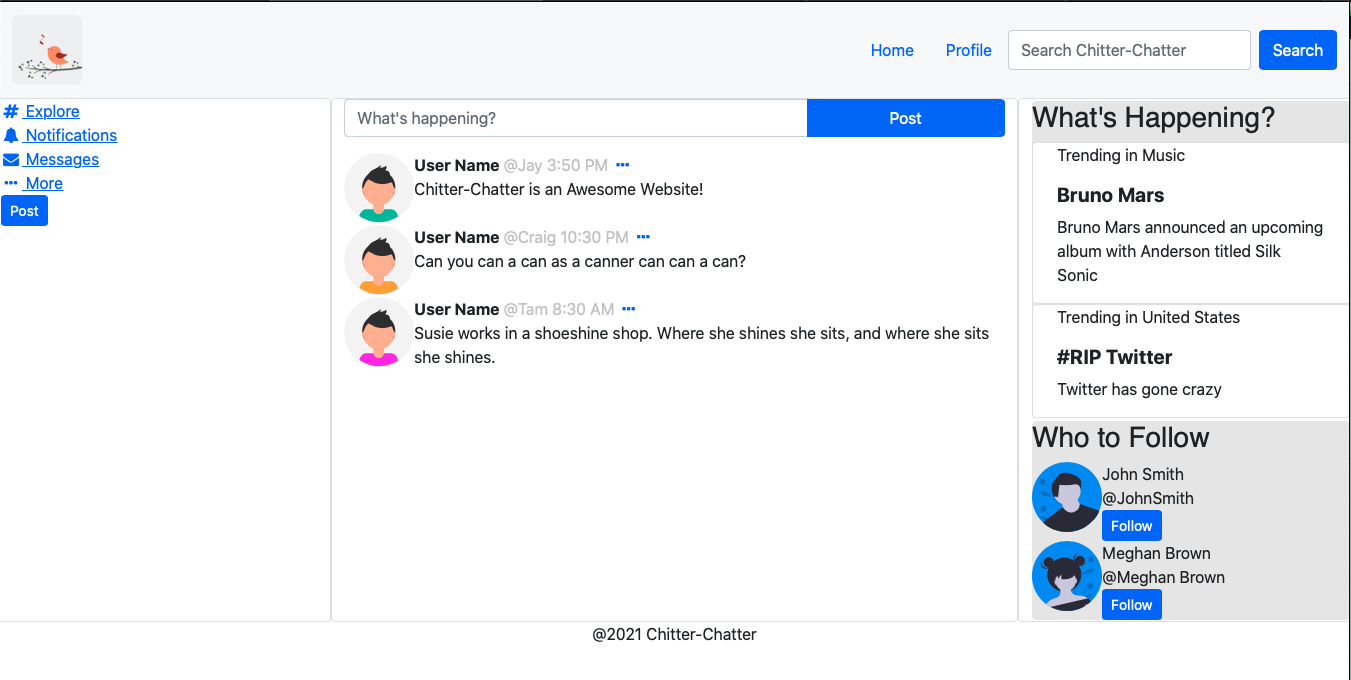 Home Profile Search Chitter-Chatter Search
Explore
Notifications
Messages
More
Post
What's happening? Post
User Name @Jay 3:50 PM
Chitter-Chatter is an Awesome Website!
User Name @Craig 10:30 PM
Can you can a can as a canner can can a can?
User Name @Tam 8:30 AM
Susie works in a shoeshine shop. Where she shines she sits, and where she sits
she shines.
What's Happening?
Trending in Music
Bruno Mars
Bruno Mars announced an upcoming
album with Anderson titled Silk
Sonic
Trending in United States
#RIP Twitter
Twitter has gone crazy
Who to Follow
John Smith
@JohnSmith
Follow
Meghan Brown
@Meghan Brown
Follow
@2021 Chitter-Chatter